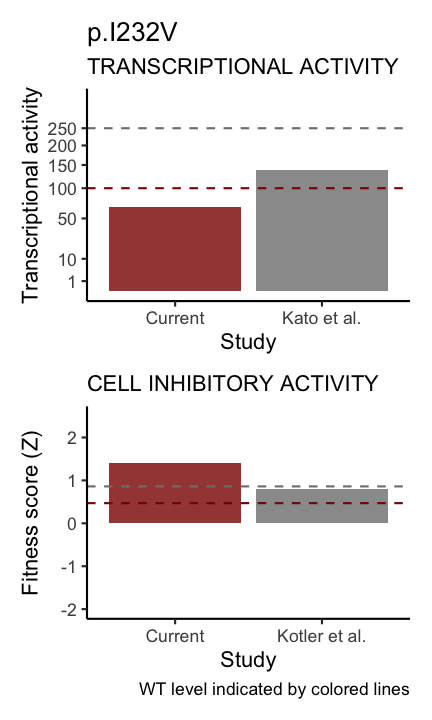 p.I232V
TRANSCRIPTIONAL ACTIVITY
Transcriptional activity
250
200
150
100
50
10
1
Current
Kato et al.
Study
CELL INHIBITORY ACTIVITY
Fitness score (Z)
2
1
0
-1
-2
Current
Kotler et al.
Study
WT level indicated by colored lines